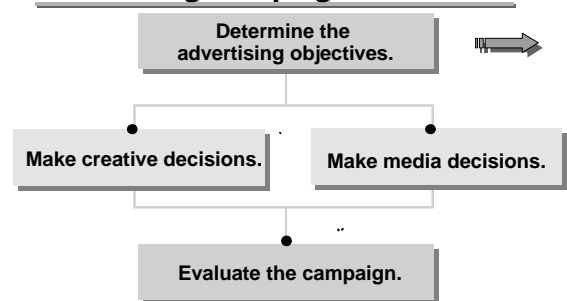 Determine the
advertising objectives.
Make creative decisions.
Make media decisions.
Evaluate the campaign.